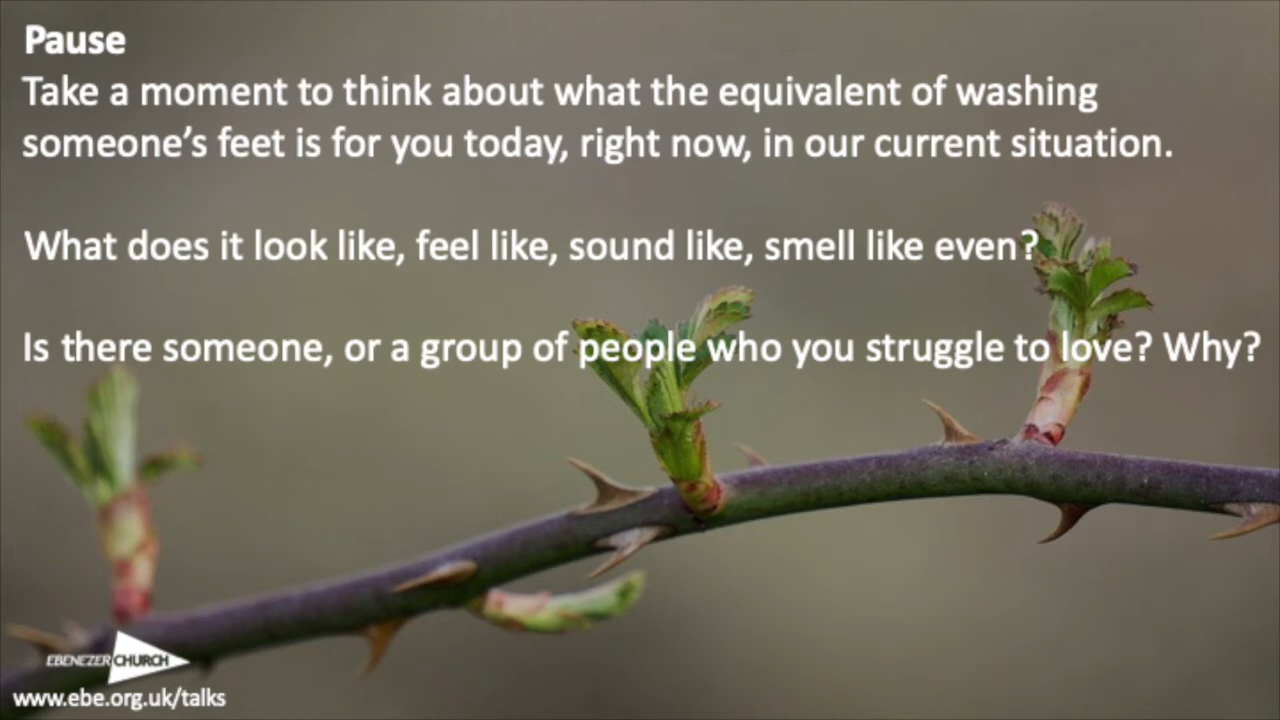 Pause
Take a moment to think about what the equivalent of washing
someone’s feet is for you today, right now, in our current situation.
What does it look like, feel like, sound like, smell like even?
Is there someone, or a group of people who you struggle to love? Why?
EBENEZER CHURCH
www.ebe.org.uk/talks